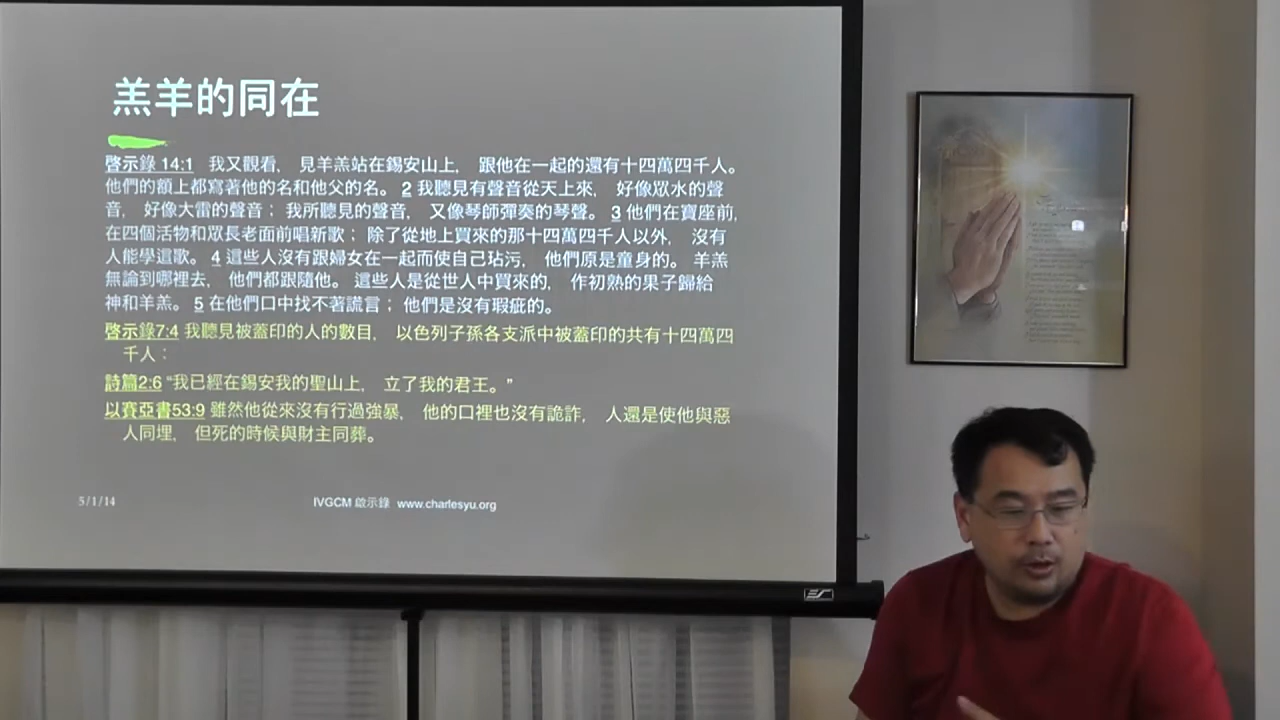 羔羊的同在
啓示錄 14:1 我又觀看， 見羊羔站在錫安山上， 跟他在一起的還有十四萬四千人。
他們的額上都寫著他的名和他父的名。 2 我聽見有聲音從天上來， 好像眾水的聲
音， 好像大雷的聲音； 我所聽見的聲音， 又像琴師彈奏的琴聲。 3 他們在寶座前，
在四個活物和眾長老面前唱新歌； 除了從地上買來的那十四萬四千人以外， 沒有
人能學這歌。 4 這些人沒有跟婦女在一起而使自己玷污， 他們原是童身的。 羊羔
無論到哪裡去， 他們都跟隨他。 這些人是從世人中買來的， 作初熟的果子歸給
神和羊羔。 5 在他們口中找不著謊言； 他們是沒有瑕疵的。
啓示錄7:4 我聽見被蓋印的人的數目， 以色列子孫各支派中被蓋印的共有十四萬四
千人：
詩篇2:6 “我已經在錫安我的聖山上， 立了我的君王。”
以賽亞書53:9 雖然他從來沒有行過強暴， 他的口裡也沒有詭詐， 人還是使他與惡
人同埋， 但死的時候與財主同葬。
5/1/14
IVGCM 啟示錄 www.charlesyu.org
ES